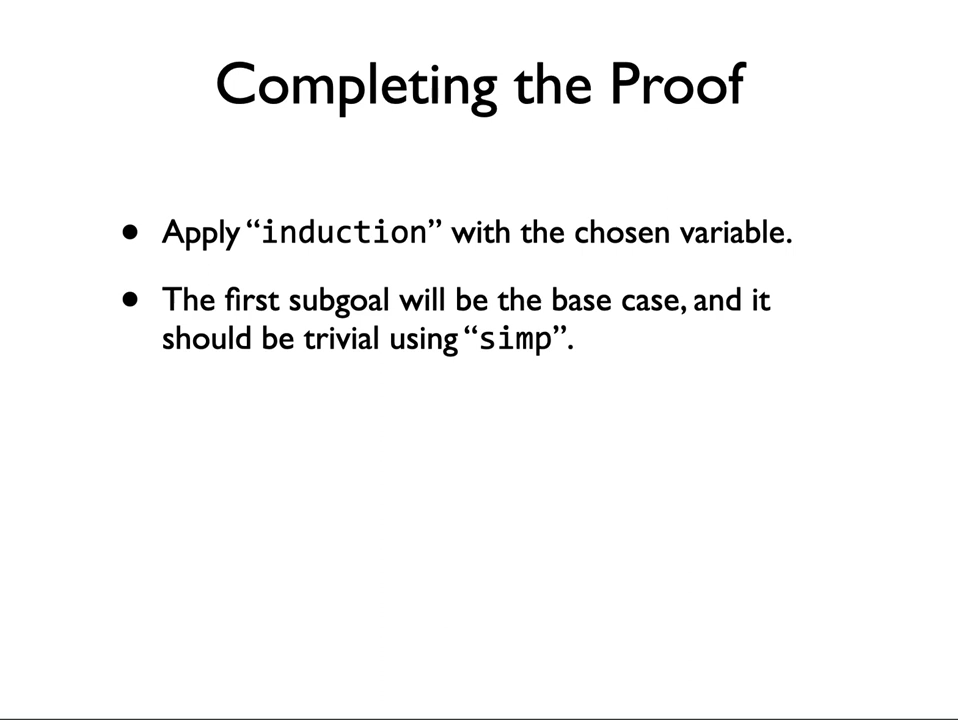 Completing the Proof
• Apply “induction” with the chosen variable.
• The first subgoal will be the base case, and it
should be trivial using “simp”.